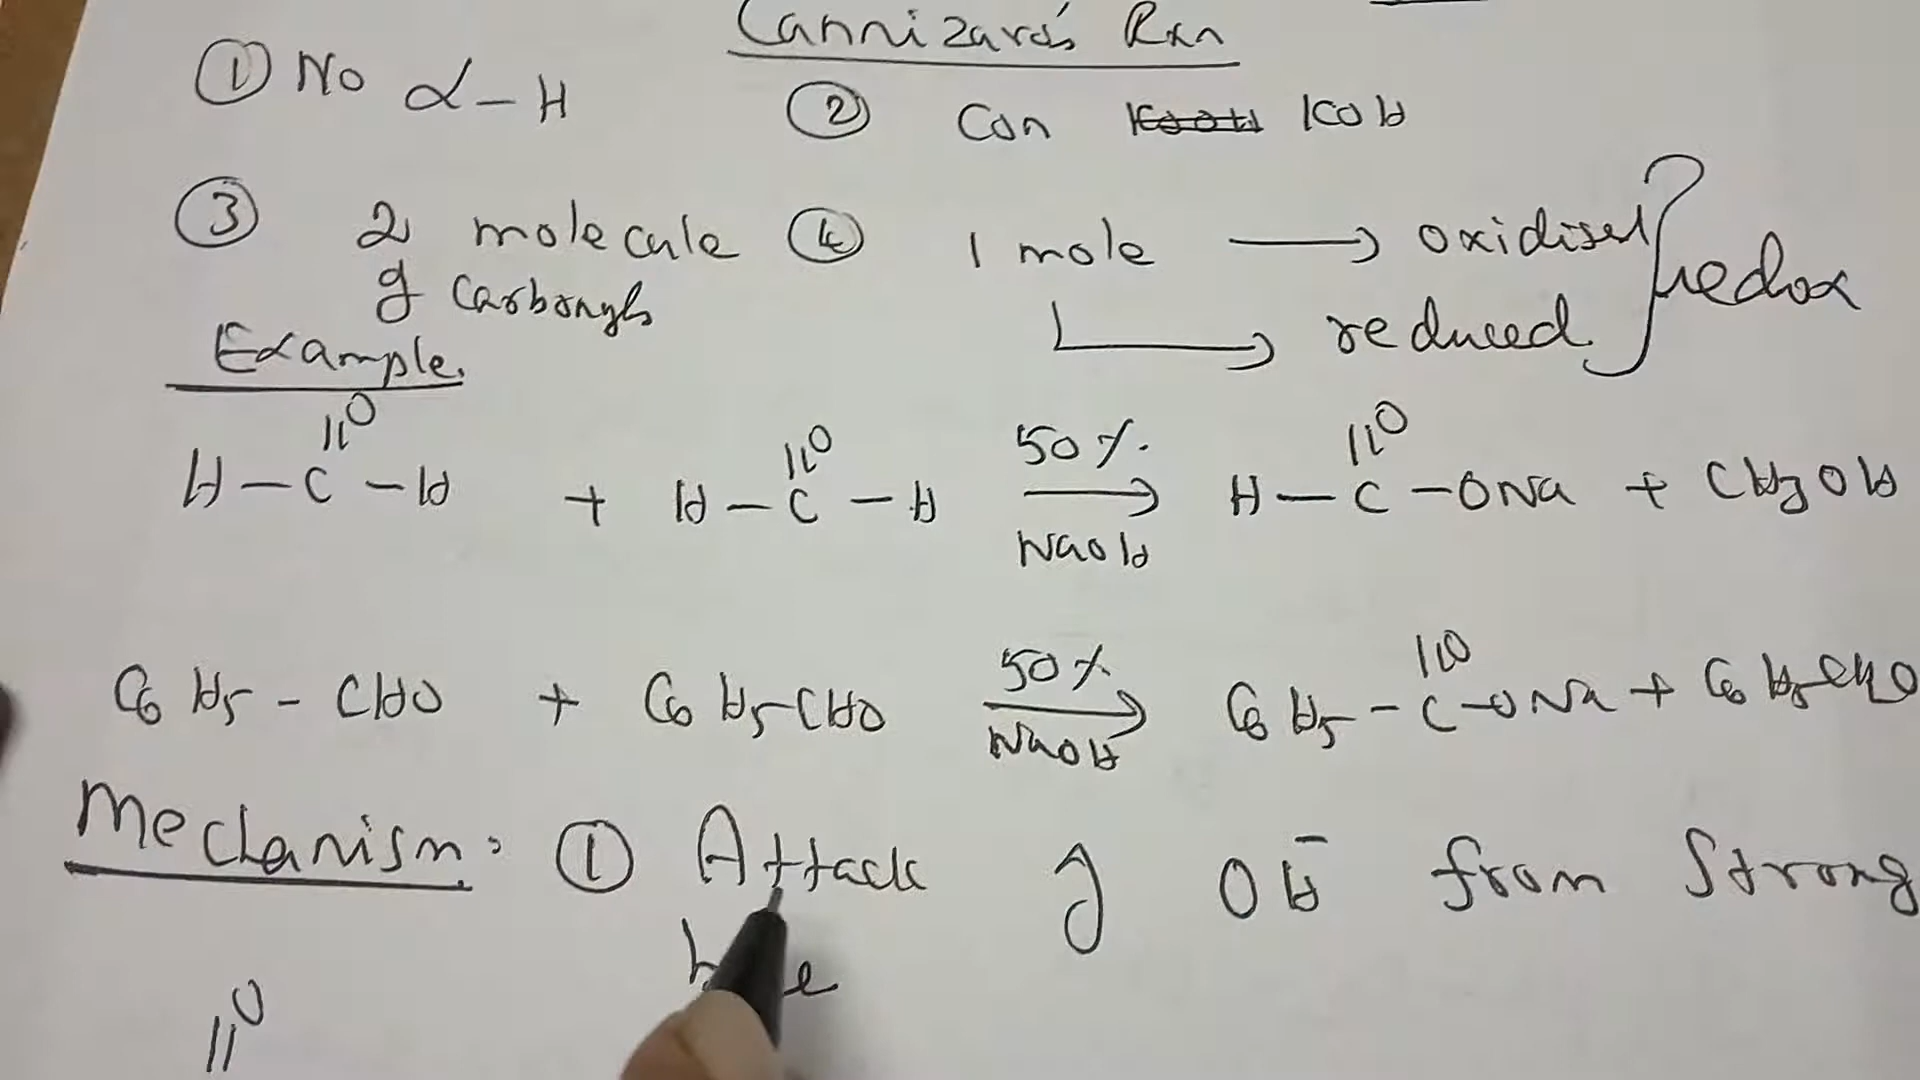 Cannizaro's Rxn
① No α-H
② Con KOH
③ 2 molecule of Carbonyls
④ 1 mole → oxidised
→ reduced
redox
Example.
O O 50% O
H-C-H + H-C-H → H-C-ONa + CH3OH
NaOH
50% O
C6H5-CHO + C6H5-CHO → C6H5-C-ONa +
NaOH
Mechanism: ① Attack of OH⁻ from Strong
O